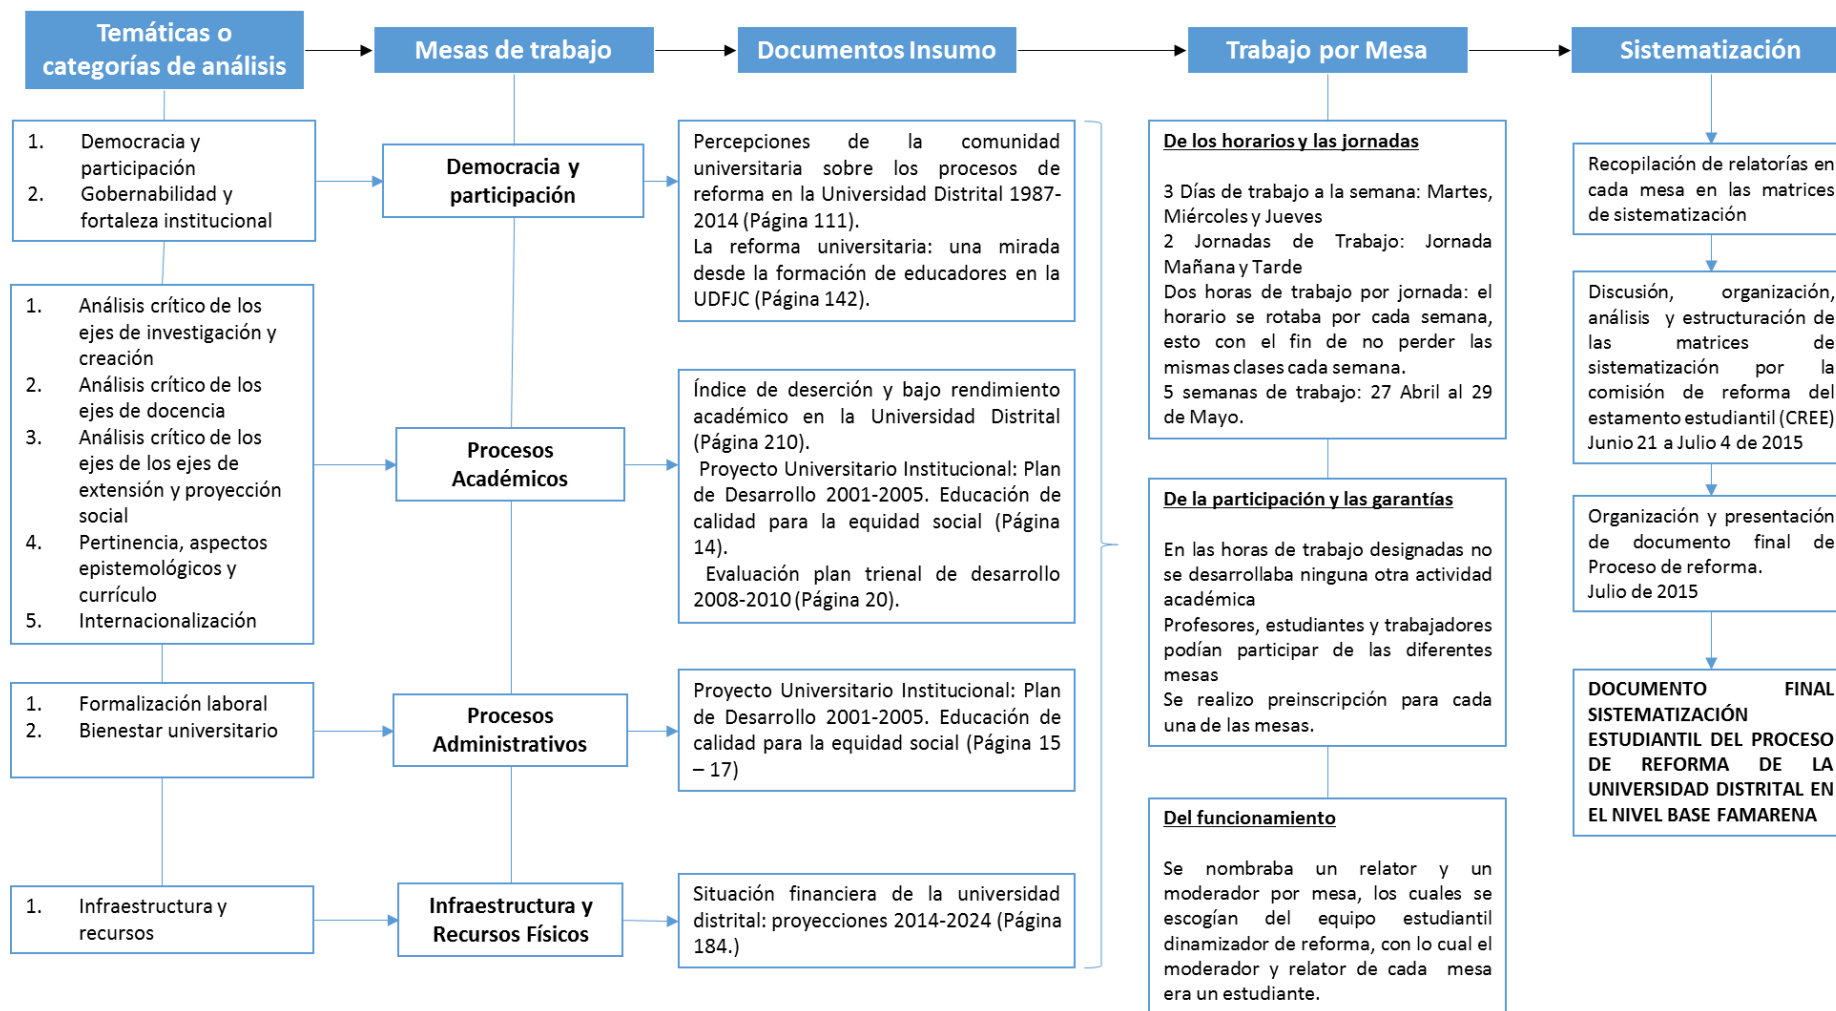 Temáticas o
categorías de análisis
Mesas de trabajo
Documentos Insumo
Trabajo por Mesa
Sistematización
1. Democracia y
participación
2. Gobernabilidad y
fortaleza institucional
Democracia y
participación
Percepciones de la comunidad
universitaria sobre los procesos de
reforma en la Universidad Distrital 1987-
2014 (Página 111).
La reforma universitaria: una mirada
desde la formación de educadores en la
UDFJC (Página 142).
1. Análisis crítico de los
ejes de investigación y
creación
2. Análisis crítico de los
ejes de docencia
3. Análisis crítico de los
ejes de los ejes de
extensión y proyección
social
4. Pertinencia, aspectos
epistemológicos y
currículo
5. Internacionalización
Procesos
Académicos
Índice de deserción y bajo rendimiento
académico en la Universidad Distrital
(Página 210).
Proyecto Universitario Institucional: Plan
de Desarrollo 2001-2005. Educación de
calidad para la equidad social (Página
14).
Evaluación plan trienal de desarrollo
2008-2010 (Página 20).
1. Formalización laboral
2. Bienestar universitario
Procesos
Administrativos
Proyecto Universitario Institucional: Plan
de Desarrollo 2001-2005. Educación de
calidad para la equidad social (Página 15
– 17)
1. Infraestructura y
recursos
Infraestructura y
Recursos Físicos
Situación financiera de la universidad
distrital: proyecciones 2014-2024 (Página
184.)
De los horarios y las jornadas
3 Días de trabajo a la semana: Martes,
Miércoles y Jueves
2 Jornadas de Trabajo: Jornada
Mañana y Tarde
Dos horas de trabajo por jornada: el
horario se rotaba por cada semana,
esto con el fin de no perder las
mismas clases cada semana.
5 semanas de trabajo: 27 Abril al 29
de Mayo.
De la participación y las garantías
En las horas de trabajo designadas no
se desarrollaba ninguna otra actividad
académica
Profesores, estudiantes y trabajadores
podían participar de las diferentes
mesas
Se realizo preinscripción para cada
una de las mesas.
Del funcionamiento
Se nombraba un relator y un
moderador por mesa, los cuales se
escogían del equipo estudiantil
dinamizador de reforma, con lo cual el
moderador y relator de cada mesa
era un estudiante.
Recopilación de relatorías en
cada mesa en las matrices
de sistematización
Discusión, organización,
análisis y estructuración de
las matrices de
sistematización por la
comisión de reforma del
estamento estudiantil (CREE)
Junio 21 a Julio 4 de 2015
Organización y presentación
de documento final de
Proceso de reforma.
Julio de 2015
DOCUMENTO FINAL
SISTEMATIZACIÓN
ESTUDIANTIL DEL PROCESO
DE REFORMA DE LA
UNIVERSIDAD DISTRITAL EN
EL NIVEL BASE FAMARENA